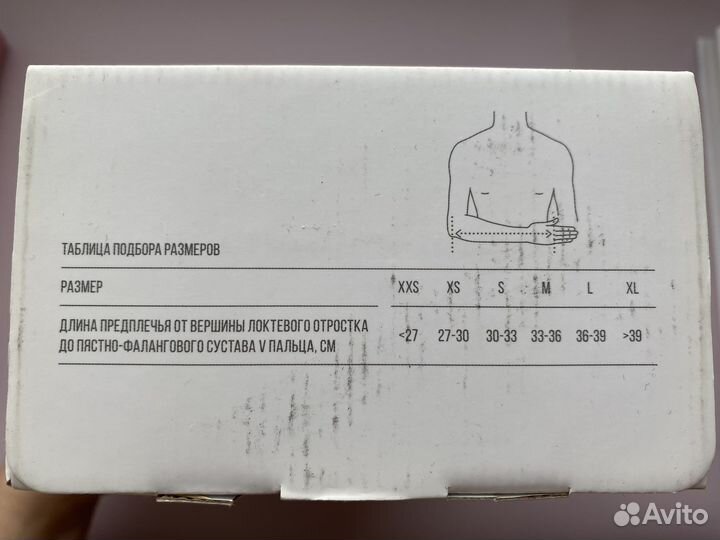 ТАБЛИЦА ПОДБОРА РАЗМЕРОВ
РАЗМЕР XXS XS S M L XL
ДЛИНА ПРЕДПЛЕЧЬЯ ОТ ВЕРШИНЫ ЛОКТЕВОГО ОТРОСТКА
ДО ПЯСТНО-ФАЛАНГОВОГО СУСТАВА V ПАЛЬЦА, СМ <27 27-30 30-33 33-36 36-39 >39
Avito